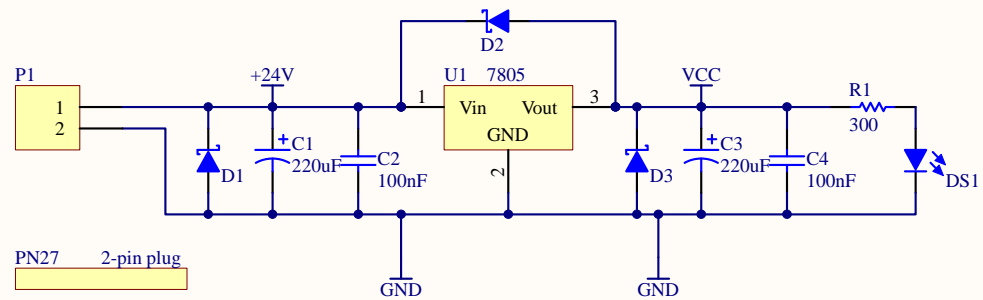 D2
P1
+24V
U1 7805
VCC
R1
1
2
1
Vin
Vout
3
GND
300
C1
220uF
C2
100nF
C3
220uF
C4
100nF
D1
2
D3
DS1
PN27 2-pin plug
GND
GND